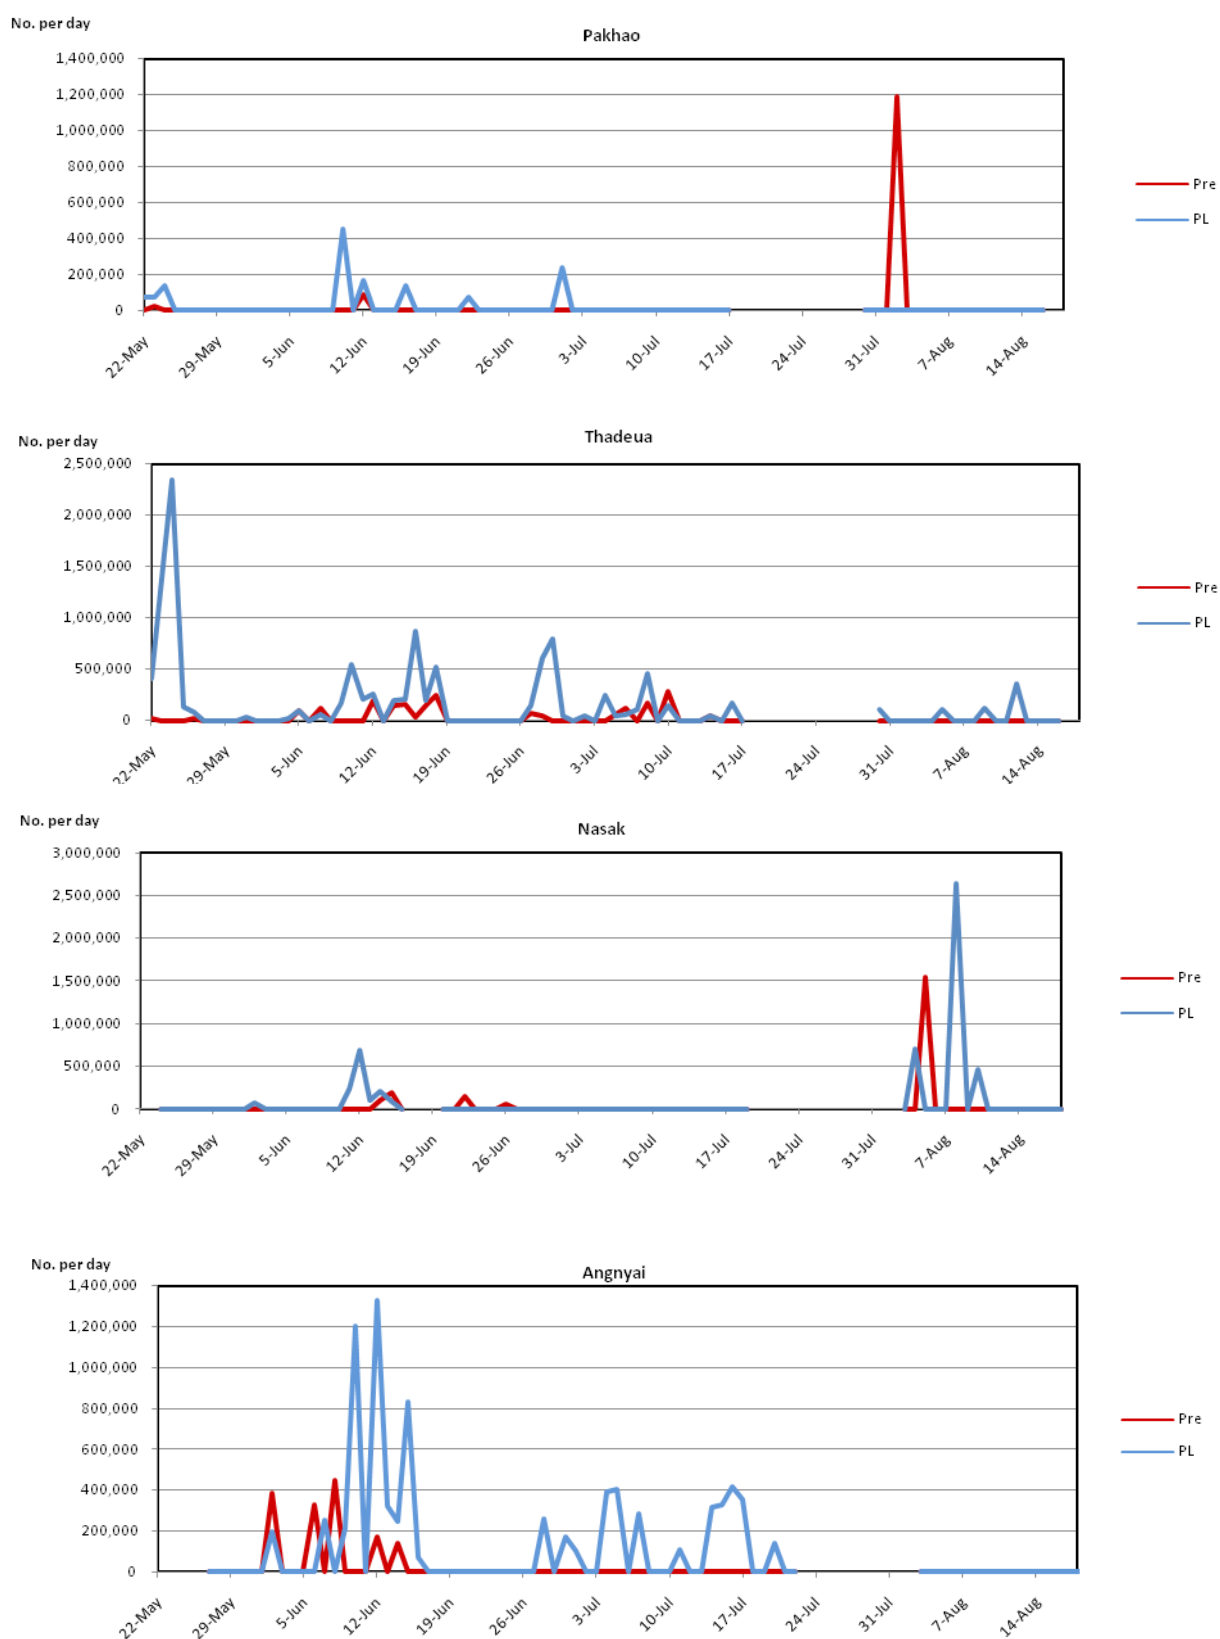 No. per day
Pakhao
1,400,000
1,200,000
1,000,000
800,000
600,000
400,000
200,000
0
Pre
PL
22-May 29-May 5-Jun 12-Jun 19-Jun 26-Jun 3-Jul 10-Jul 17-Jul 24-Jul 31-Jul 7-Aug 14-Aug
No. per day
Thadeua
2,500,000
2,000,000
1,500,000
1,000,000
500,000
0
Pre
PL
22-May 29-May 5-Jun 12-Jun 19-Jun 26-Jun 3-Jul 10-Jul 17-Jul 24-Jul 31-Jul 7-Aug 14-Aug
No. per day
Nasak
3,000,000
2,500,000
2,000,000
1,500,000
1,000,000
500,000
0
Pre
PL
22-May 29-May 5-Jun 12-Jun 19-Jun 26-Jun 3-Jul 10-Jul 17-Jul 24-Jul 31-Jul 7-Aug 14-Aug
No. per day
Angnyai
1,400,000
1,200,000
1,000,000
800,000
600,000
400,000
200,000
0
Pre
PL
22-May 29-May 5-Jun 12-Jun 19-Jun 26-Jun 3-Jul 10-Jul 17-Jul 24-Jul 31-Jul 7-Aug 14-Aug